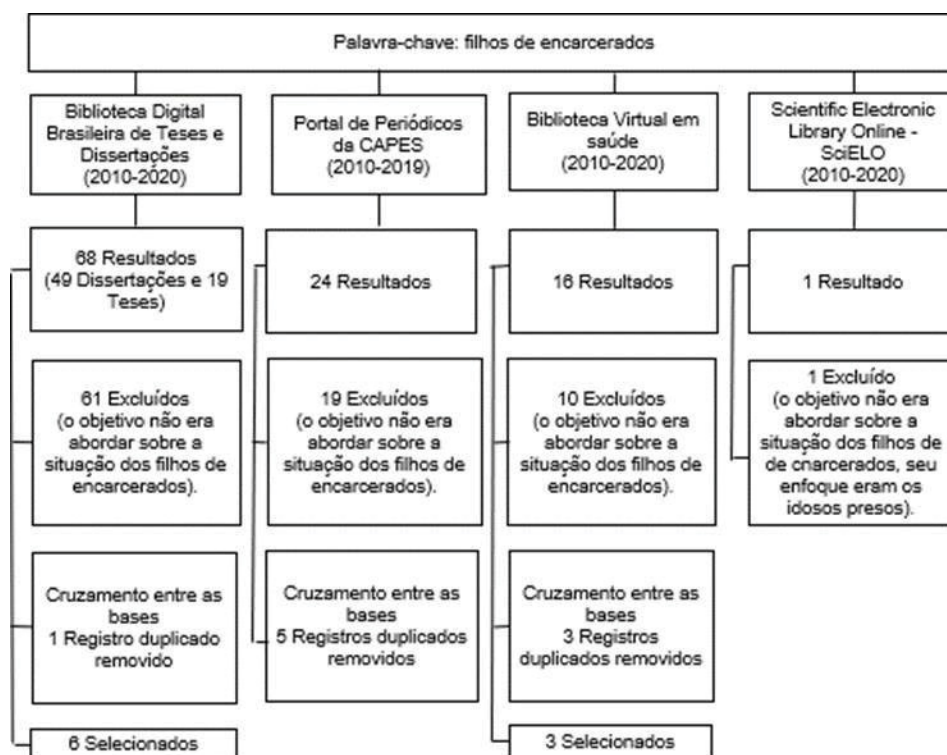 Palavra-chave: filhos de encarcerados
Biblioteca Digital
Brasileira de Teses e
Dissertações
(2010-2020)
Portal de Periódicos
da CAPES
(2010-2019)
Biblioteca Virtual em
saúde
(2010-2020)
Scientific Electronic
Library Online -
SciELO
(2010-2020)
68 Resultados
(49 Dissertações e 19
Teses)
24 Resultados
16 Resultados
1 Resultado
61 Excluídos
(o objetivo não era
abordar sobre a
situação dos filhos de
encarcerados).
19 Excluídos
(o objetivo não era
abordar sobre a
situação dos filhos de
encarcerados).
10 Excluídos
(o objetivo não era
abordar sobre a
situação dos filhos de
encarcerados).
1 Excluído
(o objetivo não era
abordar sobre a
situação dos filhos de
de cnarcerados, seu
enfoque eram os
idosos presos).
Cruzamento entre as
bases
1 Registro duplicado
removido
Cruzamento entre as
bases
5 Registros duplicados
removidos
Cruzamento entre as
bases
3 Registros
duplicados removidos
6 Selecionados
3 Selecionados